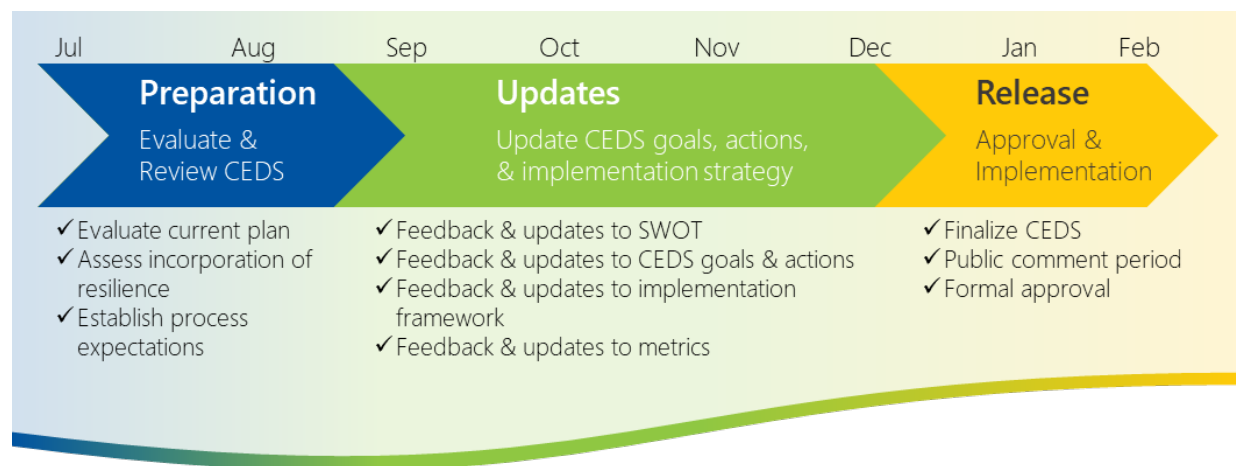 Jul Aug Sep Oct Nov Dec Jan Feb
Preparation
Evaluate &
Review CEDS
Updates
Update CEDS goals, actions,
& implementation strategy
Release
Approval &
Implementation
✓Evaluate current plan
✓Assess incorporation of
resilience
✓Establish process
expectations
✓Feedback & updates to SWOT
✓Feedback & updates to CEDS goals & actions
✓Feedback & updates to implementation
framework
✓Feedback & updates to metrics
✓Finalize CEDS
✓Public comment period
✓Formal approval